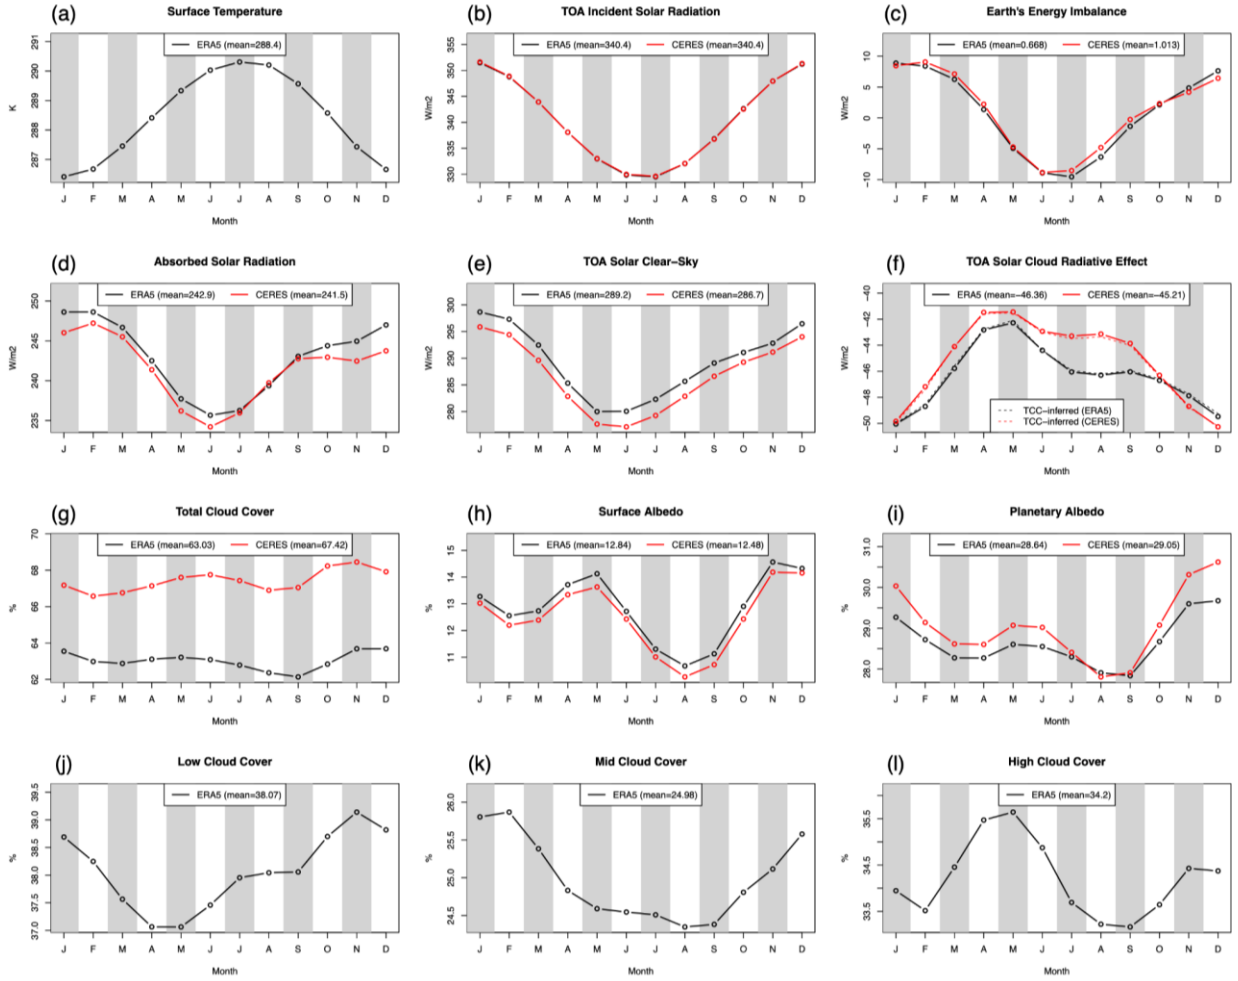 (a) Surface Temperature
ERA5 (mean=288.4)
K
291
290
289
288
287
J F M A M J J A S O N D
Month
(b) TOA Incident Solar Radiation
ERA5 (mean=340.4) CERES (mean=340.4)
W/m2
355
350
345
340
335
330
J F M A M J J A S O N D
Month
(c) Earth's Energy Imbalance
ERA5 (mean=0.668) CERES (mean=1.013)
W/m2
10
5
0
−5
−10
J F M A M J J A S O N D
Month
(d) Absorbed Solar Radiation
ERA5 (mean=242.9) CERES (mean=241.5)
W/m2
250
245
240
235
J F M A M J J A S O N D
Month
(e) TOA Solar Clear−Sky
ERA5 (mean=289.2) CERES (mean=286.7)
W/m2
300
295
290
285
280
J F M A M J J A S O N D
Month
(f) TOA Solar Cloud Radiative Effect
ERA5 (mean=−46.36) CERES (mean=−45.21)
W/m2
−40
−42
−44
−46
−48
−50
TCC−inferred (ERA5)
TCC−inferred (CERES)
J F M A M J J A S O N D
Month
(g) Total Cloud Cover
ERA5 (mean=63.03) CERES (mean=67.42)
%
70
68
66
64
62
J F M A M J J A S O N D
Month
(h) Surface Albedo
ERA5 (mean=12.84) CERES (mean=12.48)
%
15
14
13
12
11
J F M A M J J A S O N D
Month
(i) Planetary Albedo
ERA5 (mean=28.64) CERES (mean=29.05)
%
31.0
30.0
29.0
28.0
J F M A M J J A S O N D
Month
(j) Low Cloud Cover
ERA5 (mean=38.07)
%
39.5
39.0
38.5
38.0
37.5
37.0
J F M A M J J A S O N D
Month
(k) Mid Cloud Cover
ERA5 (mean=24.98)
%
26.0
25.5
25.0
24.5
J F M A M J J A S O N D
Month
(l) High Cloud Cover
ERA5 (mean=34.2)
%
35.5
34.5
33.5
J F M A M J J A S O N D
Month